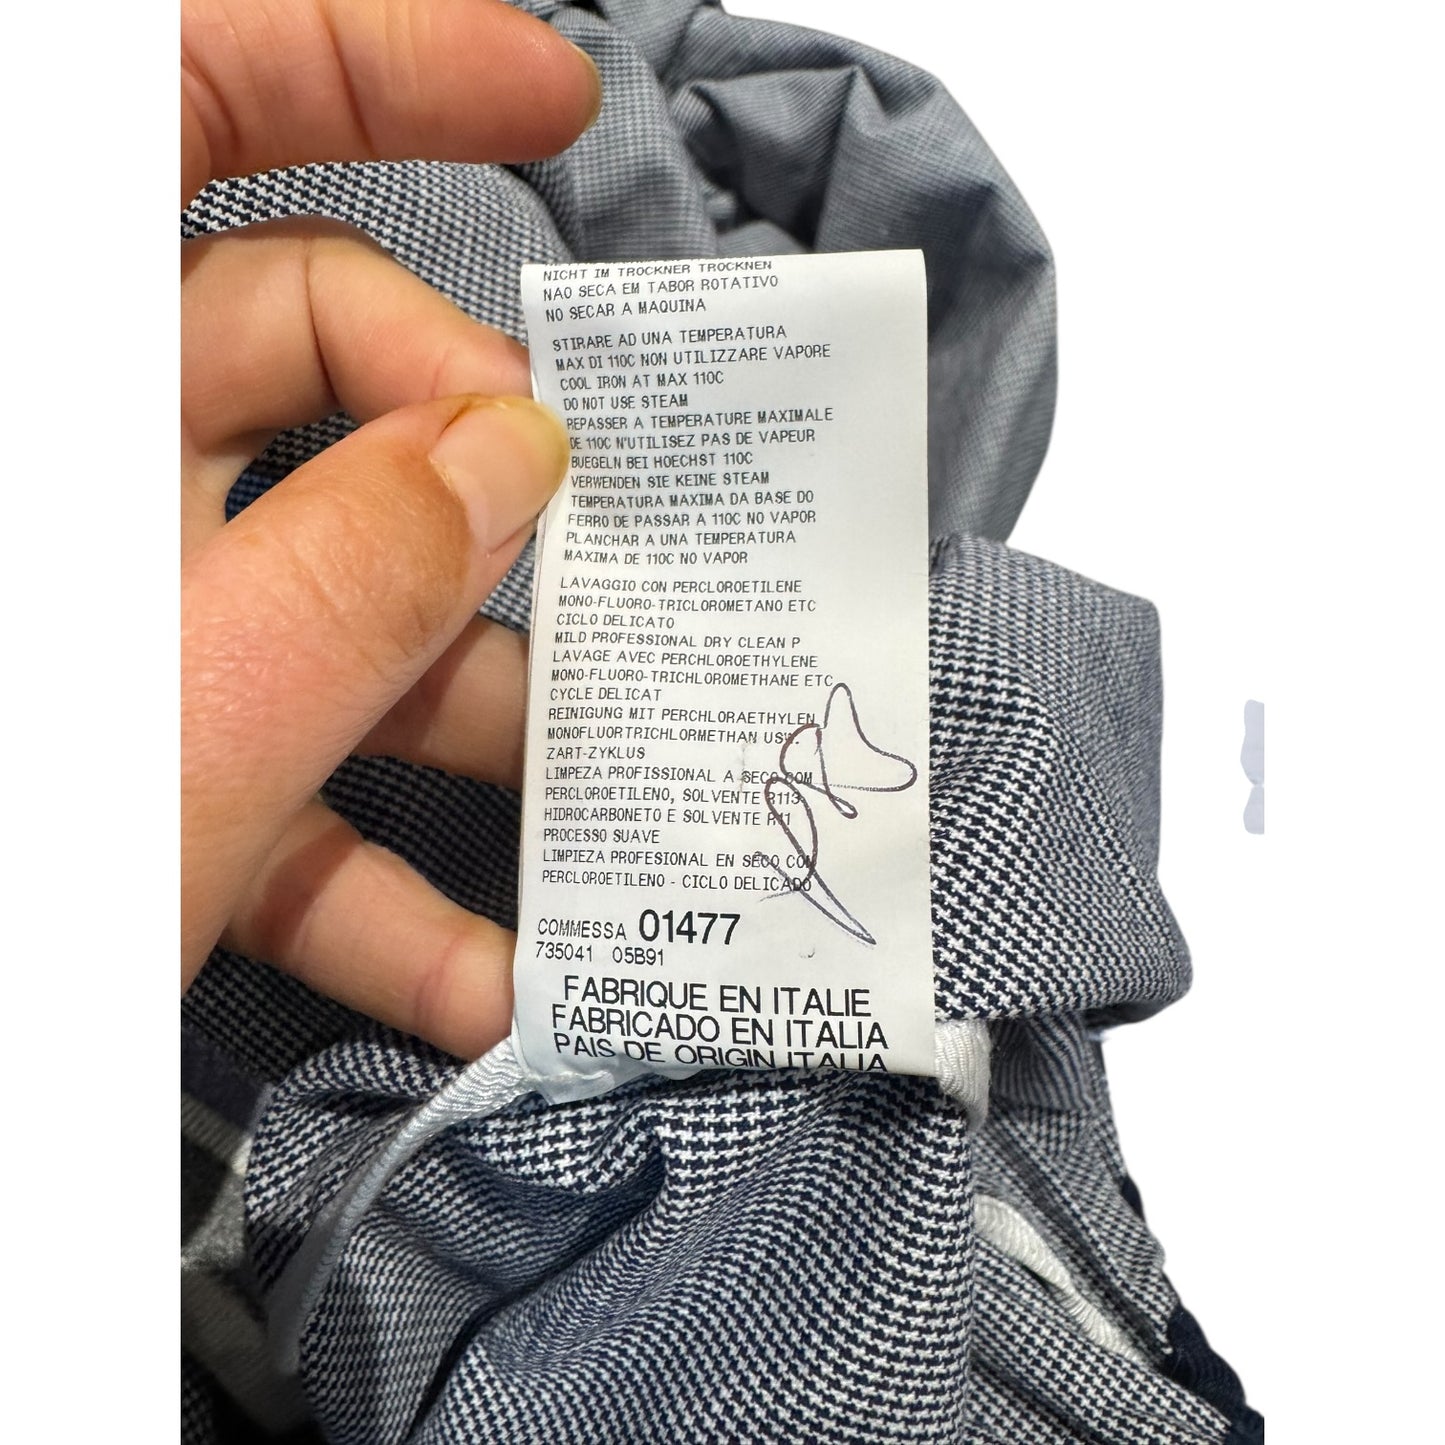 NICHT IM TROCKNER TROCKNEN
NAO SECA EM TABOR ROTATIVO
NO SECAR A MAQUINA
STIRARE AD UNA TEMPERATURA
MAX DI 110C NON UTILIZZARE VAPORE
COOL IRON AT MAX 110C
DO NOT USE STEAM
REPASSER A TEMPERATURE MAXIMALE
DE 110C N'UTILISEZ PAS DE VAPEUR
BUEGELN BEI HOECHST 110C
VERWENDEN SIE KEINE STEAM
TEMPERATURA MAXIMA DA BASE DO
FERRO DE PASSAR A 110C NO VAPOR
PLANCHAR A UNA TEMPERATURA
MAXIMA DE 110C NO VAPOR
LAVAGGIO CON PERCLOROETILENE
MONO-FLUORO-TRICLOROMETANO ETC
CICLO DELICATO
MILD PROFESSIONAL DRY CLEAN P
LAVAGE AVEC PERCHLOROETHYLENE
MONO-FLUORO-TRICHLOROMETHANE ETC
CYCLE DELICAT
REINIGUNG MIT PERCHLORAETHYLEN
MONOFLUORTRICHLORMETHAN USW.
ZART-ZYKLUS
LIMPEZA PROFISSIONAL A SECO COM
PERCLOROETILENO, SOLVENTE R113
HIDROCARBONETO E SOLVENTE R11
PROCESSO SUAVE
LIMPIEZA PROFESIONAL EN SECO CON
PERCLOROETILENO - CICLO DELICADO
COMMESSA 01477
735041 05B91
FABRIQUE EN ITALIE
FABRICADO EN ITALIA
PAIS DE ORIGIN ITALIA